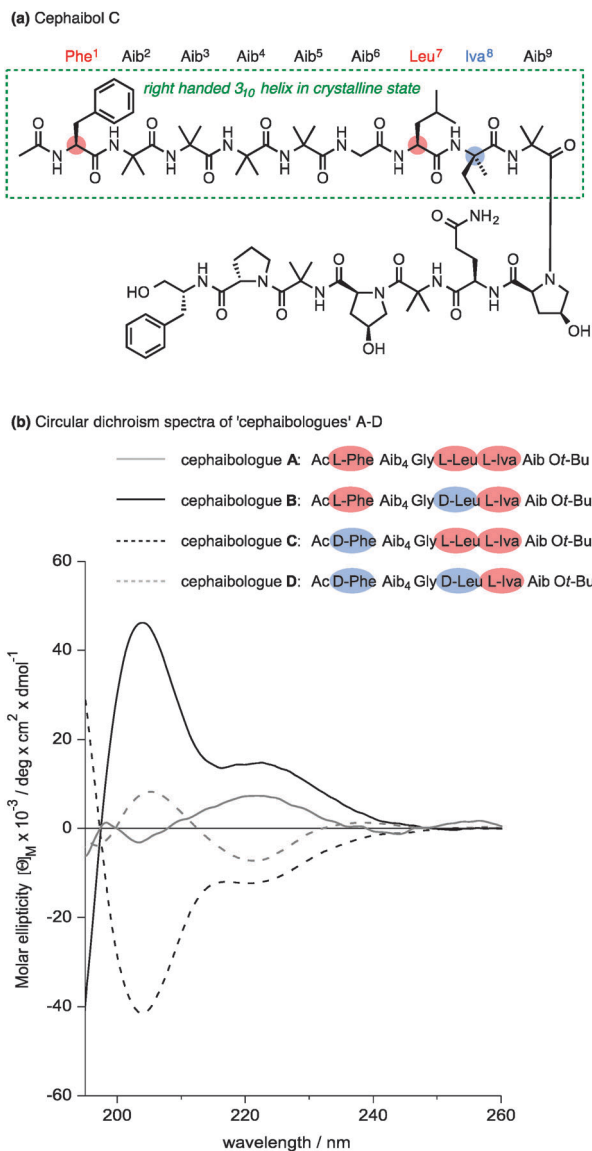 (a) Cephaibol C
Phe¹ Aib² Aib³ Aib⁴ Aib⁵ Aib⁶ Leu⁷ Iva⁸ Aib⁹
right handed 3₁₀ helix in crystalline state
O H N O H N O H N O H N O
N H O N H O N H O N H O N H O
O NH₂
HO H N O N O N H O N O N H O H N O N
OH OH
(b) Circular dichroism spectra of 'cephaibologues' A-D
cephaibologue A: Ac L-Phe Aib₄ Gly L-Leu L-Iva Aib Ot-Bu
cephaibologue B: Ac L-Phe Aib₄ Gly D-Leu L-Iva Aib Ot-Bu
cephaibologue C: Ac D-Phe Aib₄ Gly L-Leu L-Iva Aib Ot-Bu
cephaibologue D: Ac D-Phe Aib₄ Gly D-Leu L-Iva Aib Ot-Bu
60
40
20
0
-20
-40
-60
Molar ellipticity [Θ]M x 10⁻³ / deg x cm² x dmol⁻¹
200 220 240 260
wavelength / nm